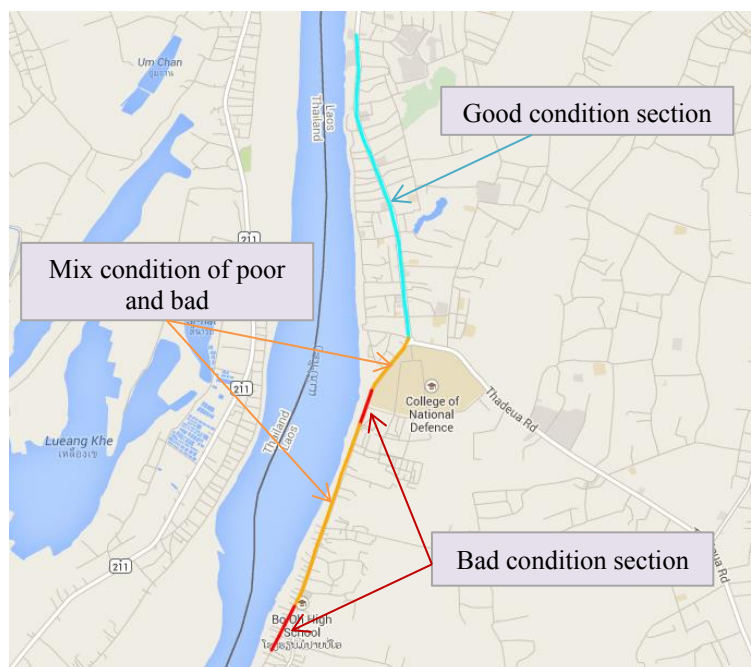 Um Chan
Laos
Thailand
Good condition section
211
Mix condition of poor
and bad
211
College of
National
Defence
Thadeua Rd
Lueang Khe
เหลืองเข
Thailand
Laos
211
Bad condition section
Bo Oh High
School